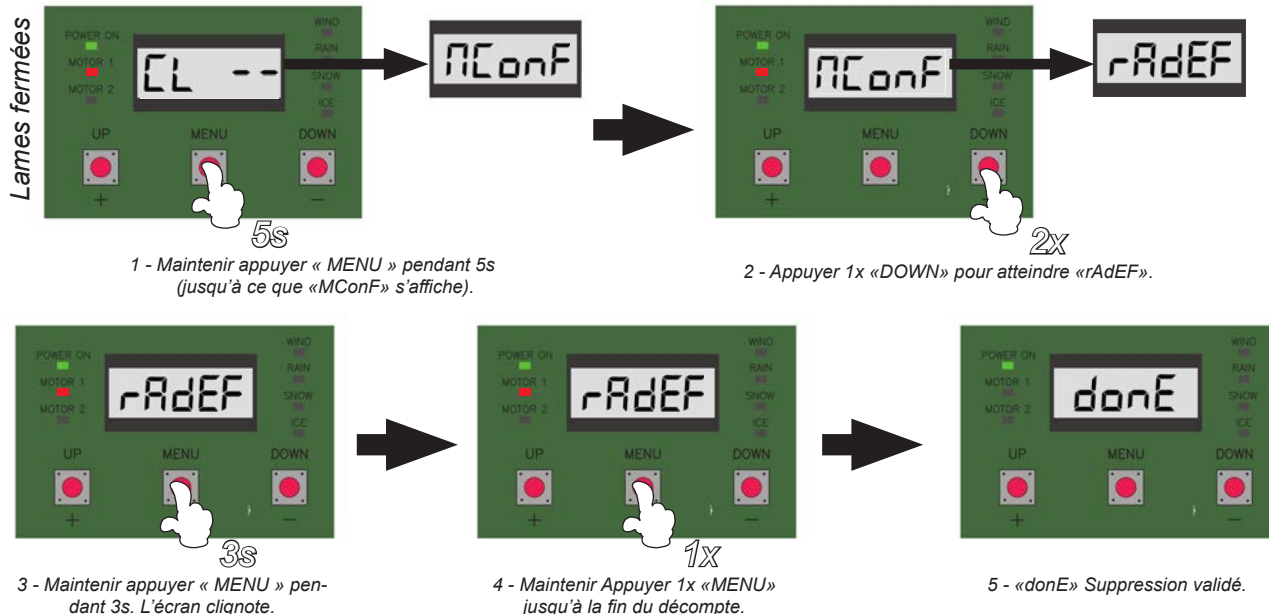 Lames fermées
POWER ON
MOTOR 1
MOTOR 2
CL --
WIND
RAIN
SNOW
ICE
UP
MENU
DOWN
+
–
MConF
5s
1 - Maintenir appuyer « MENU » pendant 5s
(jusqu'à ce que «MConF» s'affiche).
POWER ON
MOTOR 1
MOTOR 2
MConF
WIND
RAIN
SNOW
ICE
UP
MENU
DOWN
+
rAdEF
2x
2 - Appuyer 1x «DOWN» pour atteindre «rAdEF».
POWER ON
MOTOR 1
MOTOR 2
rAdEF
WIND
RAIN
SNOW
ICE
UP
MENU
DOWN
+
–
3s
3 - Maintenir appuyer « MENU » pen-
dant 3s. L'écran clignote.
POWER ON
MOTOR 1
MOTOR 2
rAdEF
WIND
RAIN
SNOW
ICE
UP
MENU
DOWN
+
–
1x
4 - Maintenir Appuyer 1x «MENU»
jusqu'à la fin du décompte.
POWER ON
MOTOR 1
MOTOR 2
donE
WIND
RAIN
SNOW
ICE
UP
MENU
DOWN
+
–
5 - «donE» Suppression validé.